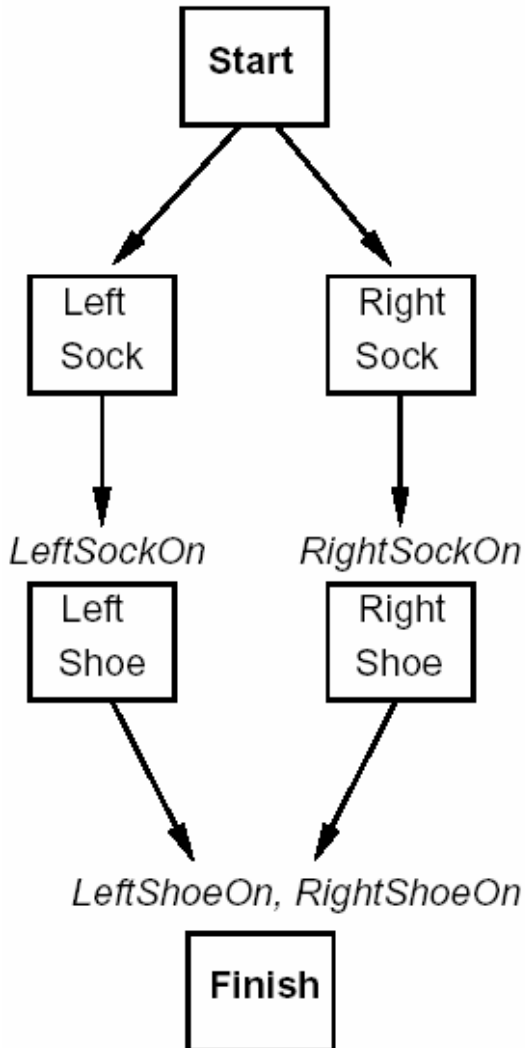 Start
Left
Sock
Right
Sock
LeftSockOn
RightSockOn
Left
Shoe
Right
Shoe
LeftShoeOn, RightShoeOn
Finish